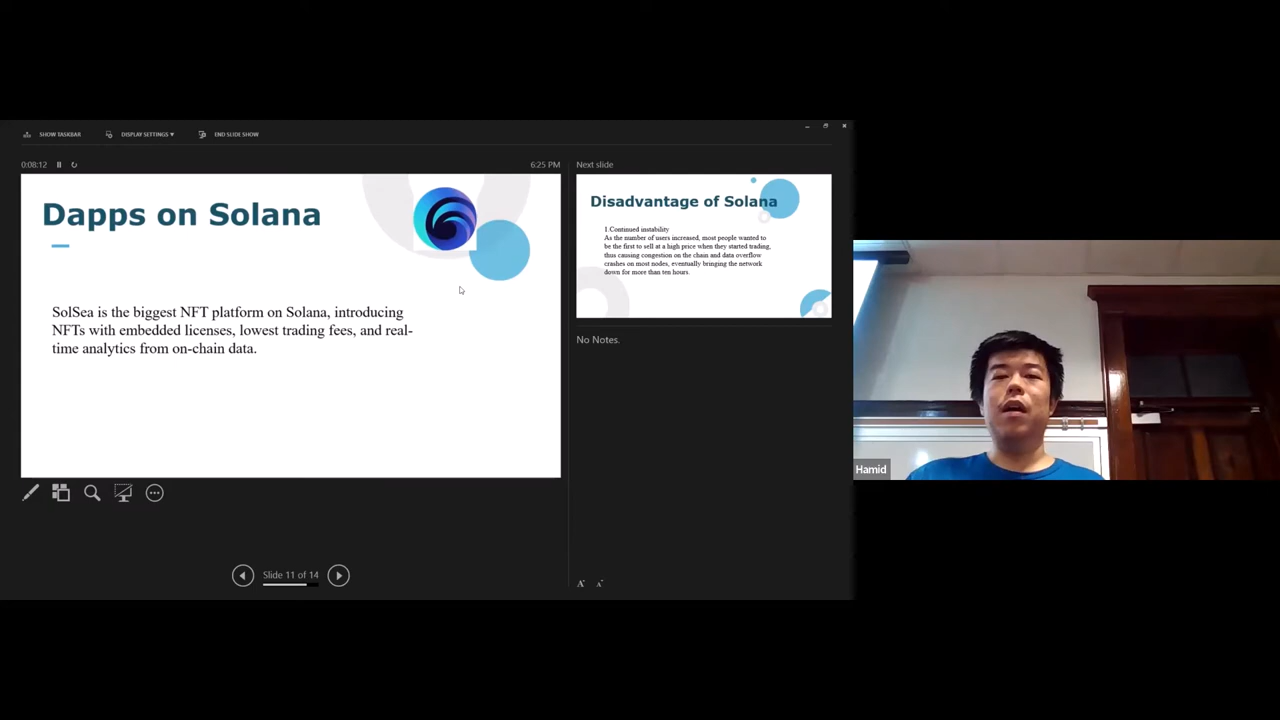 SHOW TASKBAR
DISPLAY SETTINGS ▼
END SLIDE SHOW
0:08:12
6:25 PM
Dapps on Solana
SolSea is the biggest NFT platform on Solana, introducing
NFTs with embedded licenses, lowest trading fees, and real-
time analytics from on-chain data.
Next slide
Disadvantage of Solana
1.Continued instability
As the number of users increased, most people wanted to
be the first to sell at a high price when they started trading,
thus causing congestion on the chain and data overflow
crashes on most nodes, eventually bringing the network
down for more than ten hours.
No Notes.
Slide 11 of 14
A A
Hamid